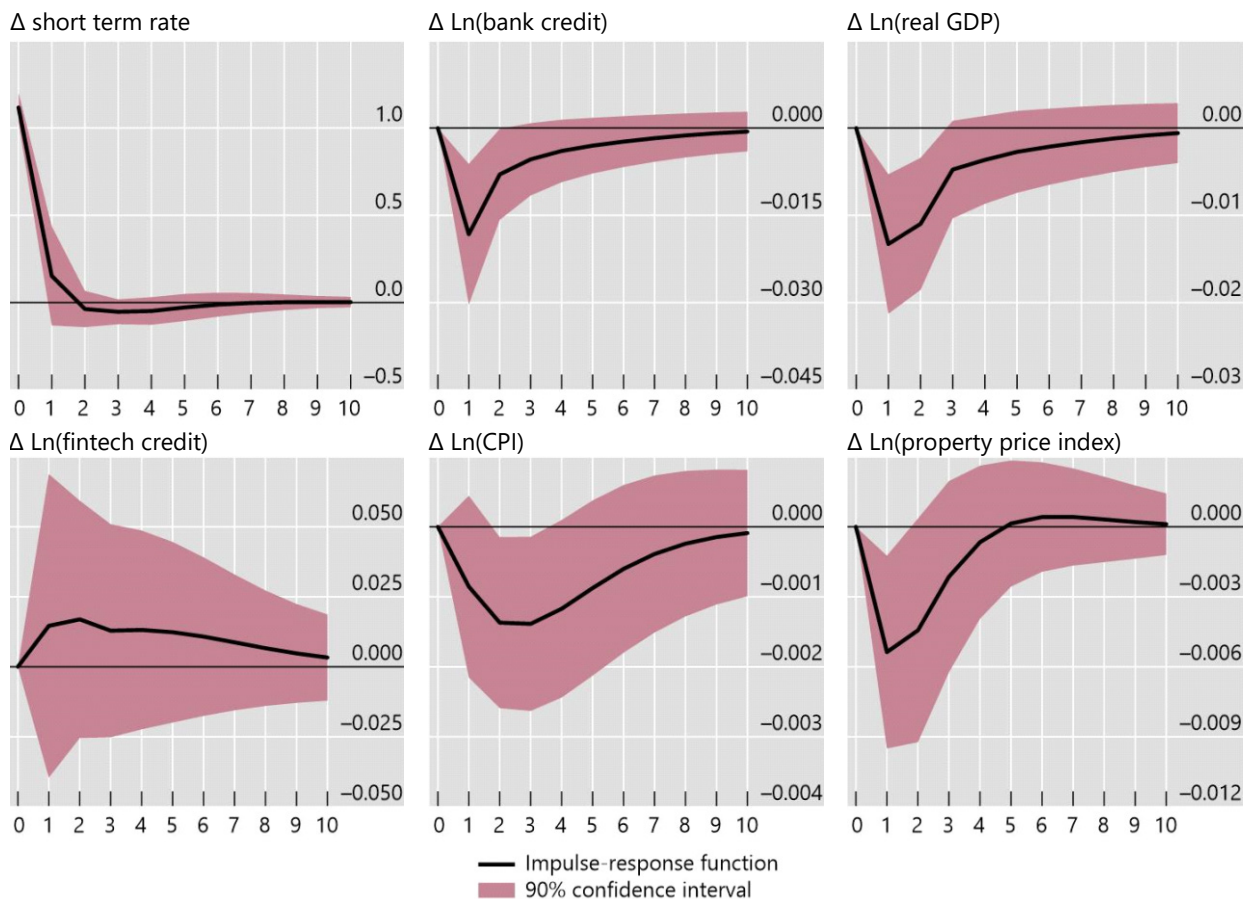 Δ short term rate
1.0
0.5
0.0
–0.5
0 1 2 3 4 5 6 7 8 9 10
Δ Ln(bank credit)
0.000
–0.015
–0.030
–0.045
0 1 2 3 4 5 6 7 8 9 10
Δ Ln(real GDP)
0.00
–0.01
–0.02
–0.03
0 1 2 3 4 5 6 7 8 9 10
Δ Ln(fintech credit)
0.050
0.025
0.000
–0.025
–0.050
0 1 2 3 4 5 6 7 8 9 10
Δ Ln(CPI)
0.000
–0.001
–0.002
–0.003
–0.004
0 1 2 3 4 5 6 7 8 9 10
Δ Ln(property price index)
0.000
–0.003
–0.006
–0.009
–0.012
0 1 2 3 4 5 6 7 8 9 10
Impulse-response function
90% confidence interval